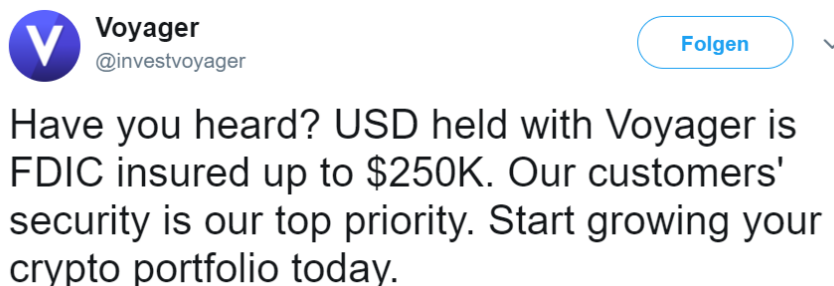 Voyager
@investvoyager
Folgen
Have you heard? USD held with Voyager is
FDIC insured up to $250K. Our customers'
security is our top priority. Start growing your
crypto portfolio today.